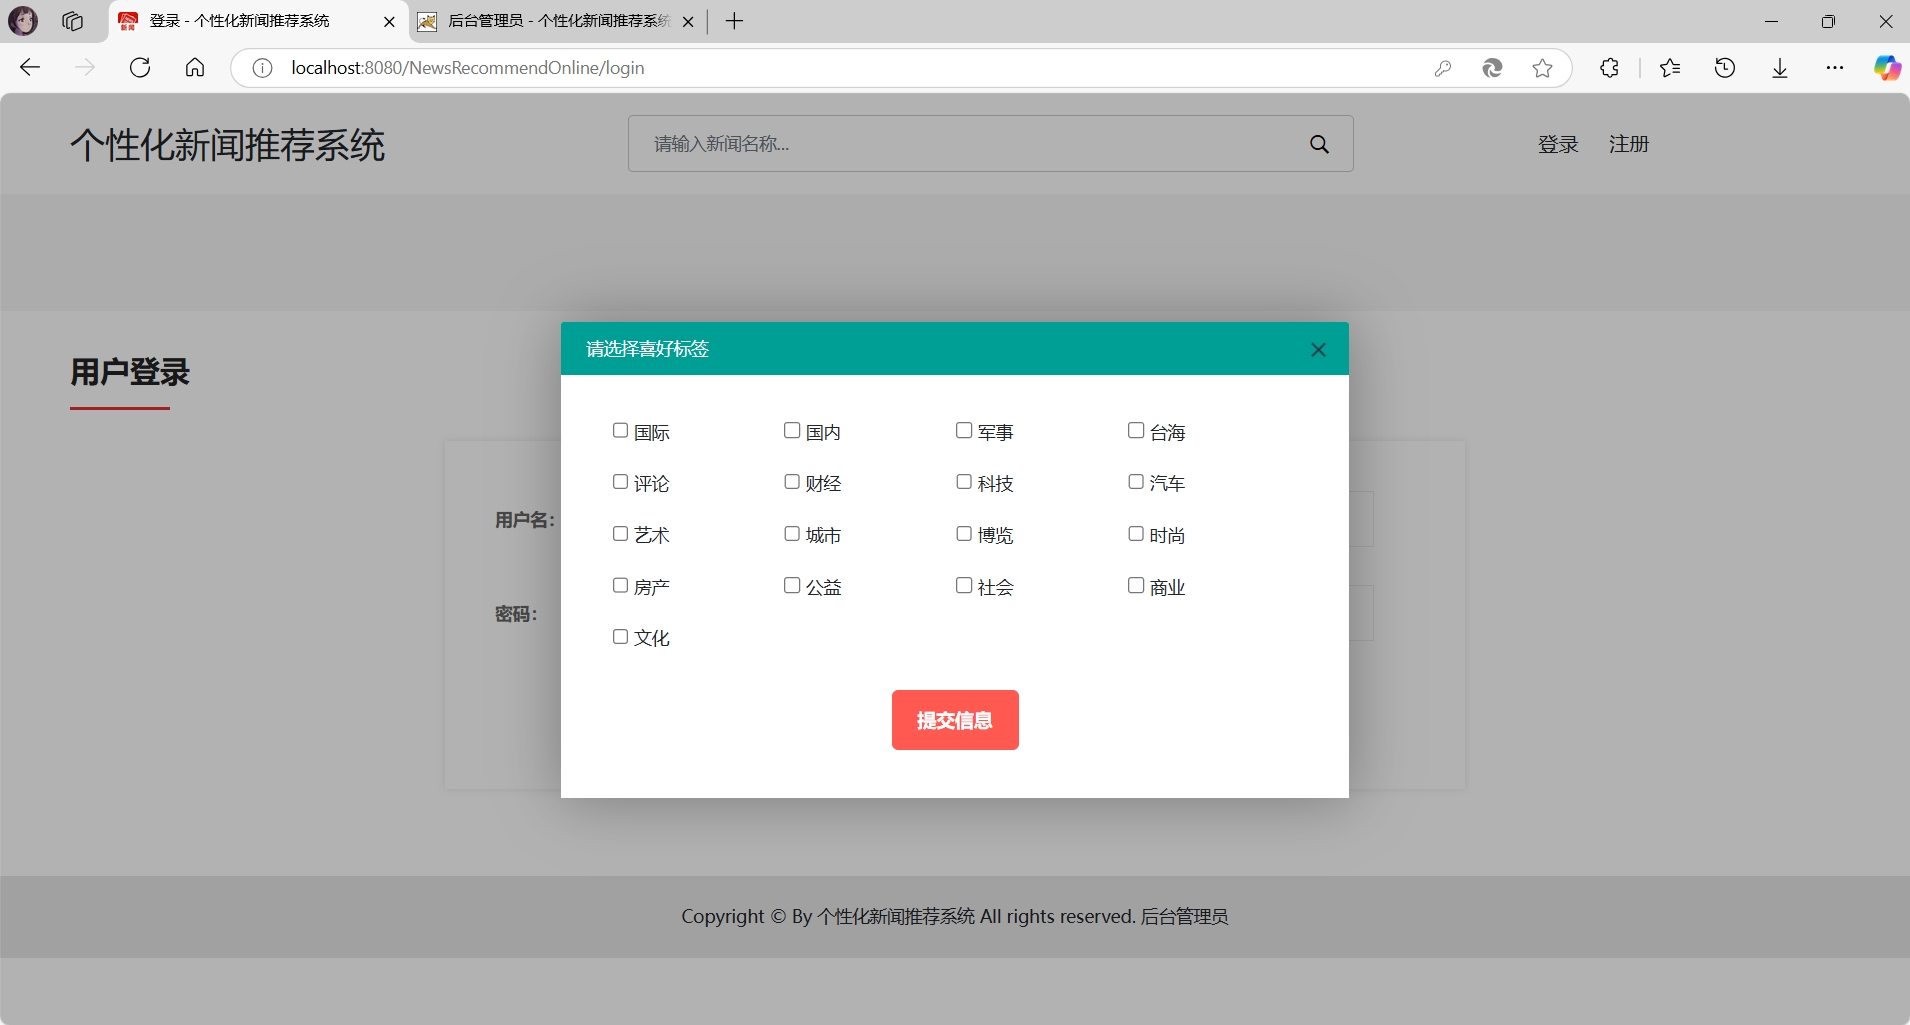 登录 - 个性化新闻推荐系统
后台管理员 - 个性化新闻推荐系统
localhost:8080/NewsRecommendOnline/login
个性化新闻推荐系统
请输入新闻名称...
登录 注册
用户登录
请选择喜好标签
国际 国内 军事 台海
评论 财经 科技 汽车
用户名:
艺术 城市 博览 时尚
房产 公益 社会 商业
密码:
文化
提交信息
Copyright © By 个性化新闻推荐系统 All rights reserved. 后台管理员